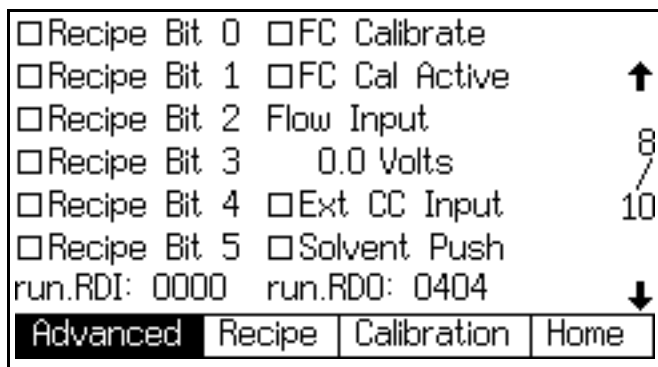 □Recipe Bit 0 □FC Calibrate
□Recipe Bit 1 □FC Cal Active
□Recipe Bit 2 Flow Input
□Recipe Bit 3 0.0 Volts
8/10
□Recipe Bit 4 □Ext CC Input
□Recipe Bit 5 □Solvent Push
run.RDI: 0000 run.RDO: 0404
Advanced Recipe Calibration Home